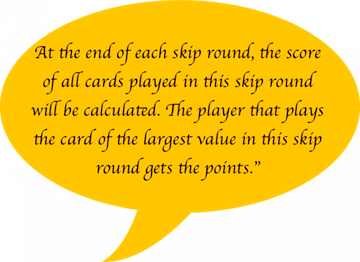 At the end of each skip round, the score
of all cards played in this skip round
will be calculated. The player that plays
the card of the largest value in this skip
round gets the points.”